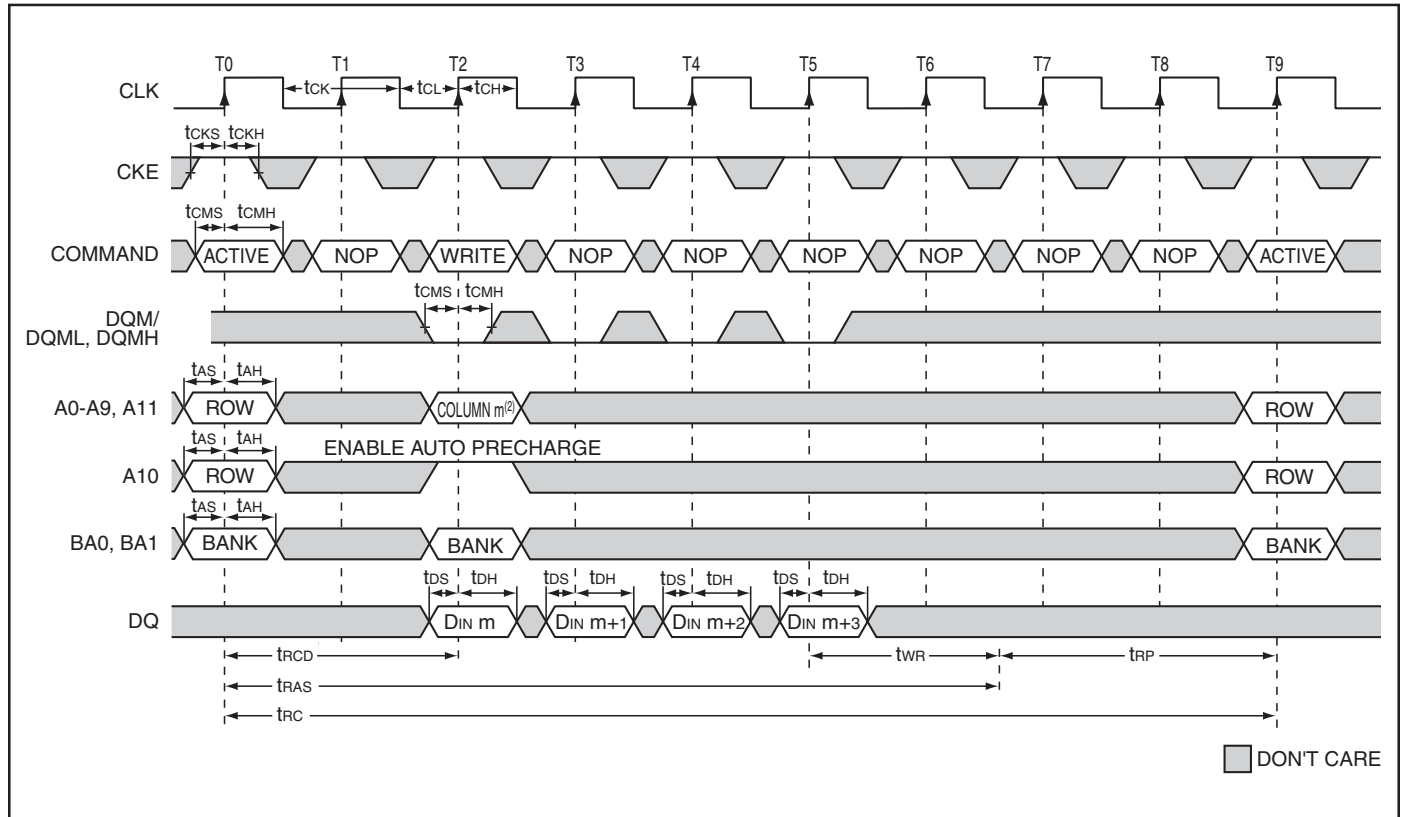 T0 T1 T2 T3 T4 T5 T6 T7 T8 T9
CLK tCK tCL tCH
tCKS tCKH
CKE
tCMS tCMH
COMMAND ACTIVE NOP WRITE NOP NOP NOP NOP NOP NOP ACTIVE
tCMS tCMH
DQM/
DQML, DQMH
tAS tAH
A0-A9, A11 ROW COLUMN m(2) ROW
tAS tAH ENABLE AUTO PRECHARGE
A10 ROW ROW
tAS tAH
BA0, BA1 BANK BANK BANK
tDS tDH tDS tDH tDS tDH tDS tDH
DQ DIN m DIN m+1 DIN m+2 DIN m+3
tRCD tWR tRP
tRAS
tRC
DON'T CARE